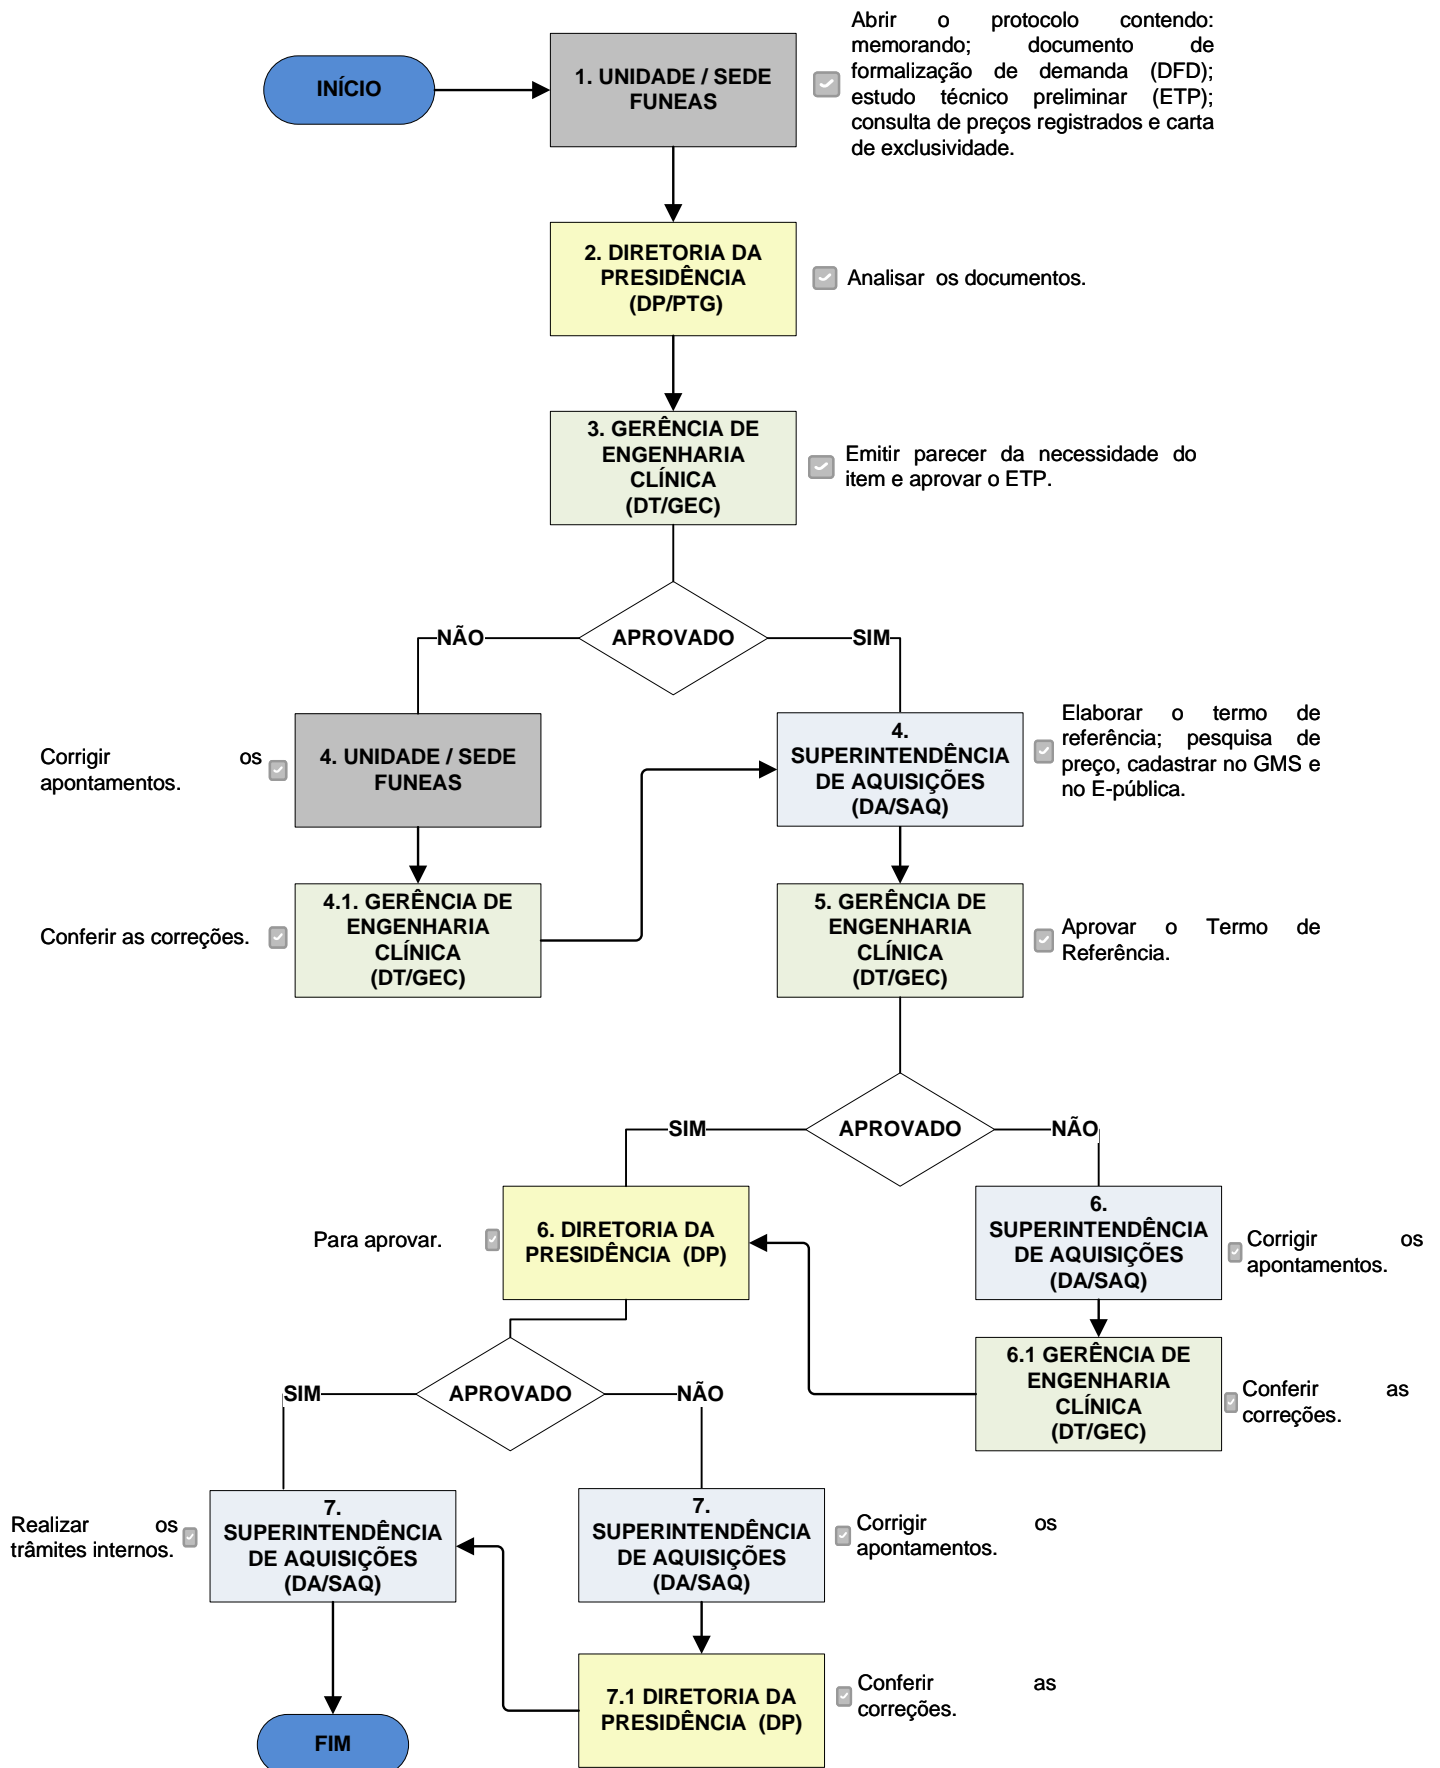 INÍCIO
1. UNIDADE / SEDE
FUNEAS
Abrir o protocolo contendo:
memorando; documento de
formalização de demanda (DFD);
estudo técnico preliminar (ETP);
consulta de preços registrados e carta
de exclusividade.
2. DIRETORIA DA
PRESIDÊNCIA
(DP/PTG)
Analisar os documentos.
3. GERÊNCIA DE
ENGENHARIA
CLÍNICA
(DT/GEC)
Emitir parecer da necessidade do
item e aprovar o ETP.
NÃO
APROVADO
SIM
Corrigir os
apontamentos.
4. UNIDADE / SEDE
FUNEAS
4.
SUPERINTENDÊNCIA
DE AQUISIÇÕES
(DA/SAQ)
Elaborar o termo de
referência; pesquisa de
preço, cadastrar no GMS e
no E-pública.
Conferir as correções.
4.1. GERÊNCIA DE
ENGENHARIA
CLÍNICA
(DT/GEC)
5. GERÊNCIA DE
ENGENHARIA
CLÍNICA
(DT/GEC)
Aprovar o Termo de
Referência.
SIM
APROVADO
NÃO
Para aprovar.
6. DIRETORIA DA
PRESIDÊNCIA (DP)
6.
SUPERINTENDÊNCIA
DE AQUISIÇÕES
(DA/SAQ)
Corrigir os
apontamentos.
6.1 GERÊNCIA DE
ENGENHARIA
CLÍNICA
(DT/GEC)
Conferir as
correções.
SIM
APROVADO
NÃO
Realizar os
trâmites internos.
7.
SUPERINTENDÊNCIA
DE AQUISIÇÕES
(DA/SAQ)
7.
SUPERINTENDÊNCIA
DE AQUISIÇÕES
(DA/SAQ)
Corrigir os
apontamentos.
7.1 DIRETORIA DA
PRESIDÊNCIA (DP)
Conferir as
correções.
FIM